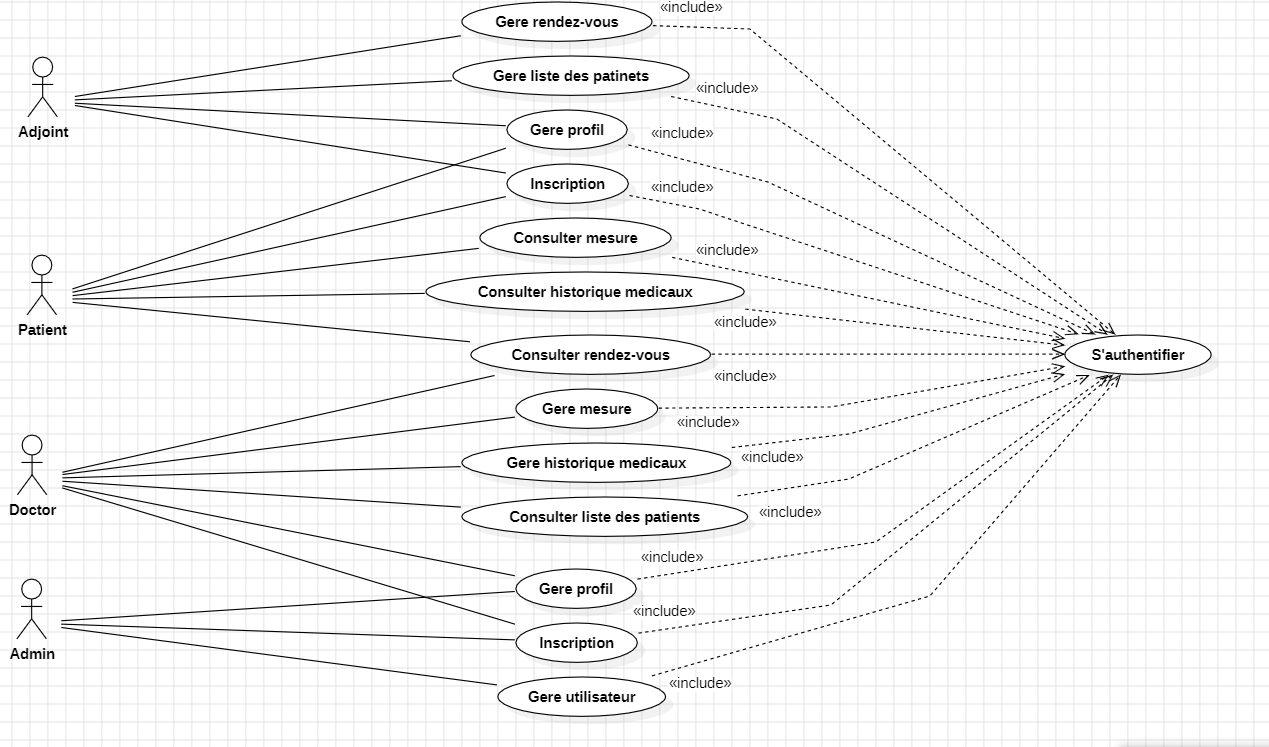 «include»
Gere rendez-vous
Gere liste des patinets
«include»
Adjoint
Gere profil
«include»
Inscription
«include»
Consulter mesure
«include»
Consulter historique medicaux
«include»
Patient
Consulter rendez-vous
S'authentifier
«include»
Gere mesure
«include»
Gere historique medicaux
«include»
Doctor
Consulter liste des patients
«include»
«include»
Gere profil
«include»
Inscription
Admin
«include»
Gere utilisateur